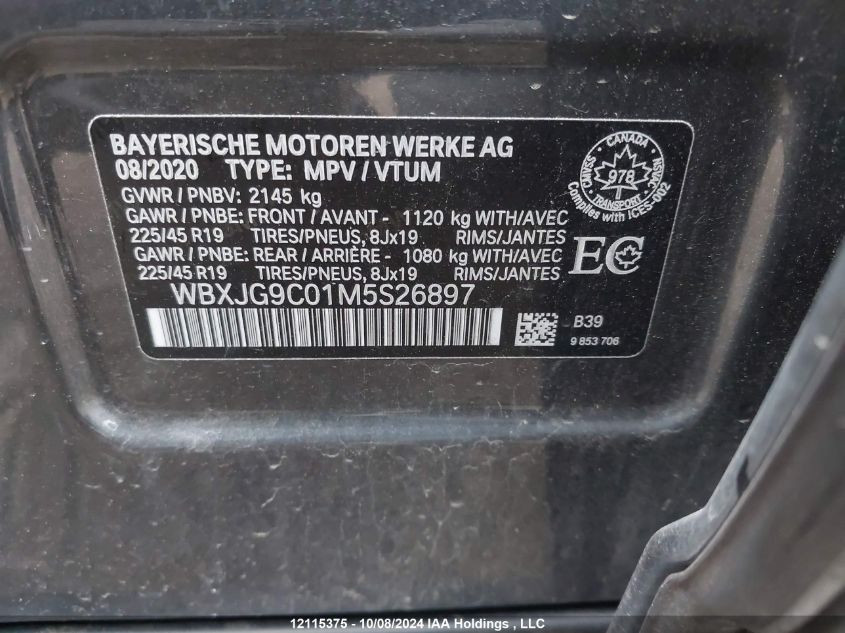 BAYERISCHE MOTOREN WERKE AG
08/2020 TYPE: MPV / VTUM
GVWR / PNBV: 2145 kg
GAWR / PNBE: FRONT / AVANT - 1120 kg WITH/AVEC
225/45 R19 TIRES/PNEUS, 8Jx19 RIMS/JANTES
GAWR / PNBE: REAR / ARRIÈRE - 1080 kg WITH/AVEC
225/45 R19 TIRES/PNEUS, 8Jx19 RIMS/JANTES
WBXJG9C01M5S26897
CANADA
CMVSS
NSVAC
978
TRANSPORT
Complies with ICES-002
EC
B39
9 853 706
12115375 - 10/08/2024 IAA Holdings , LLC